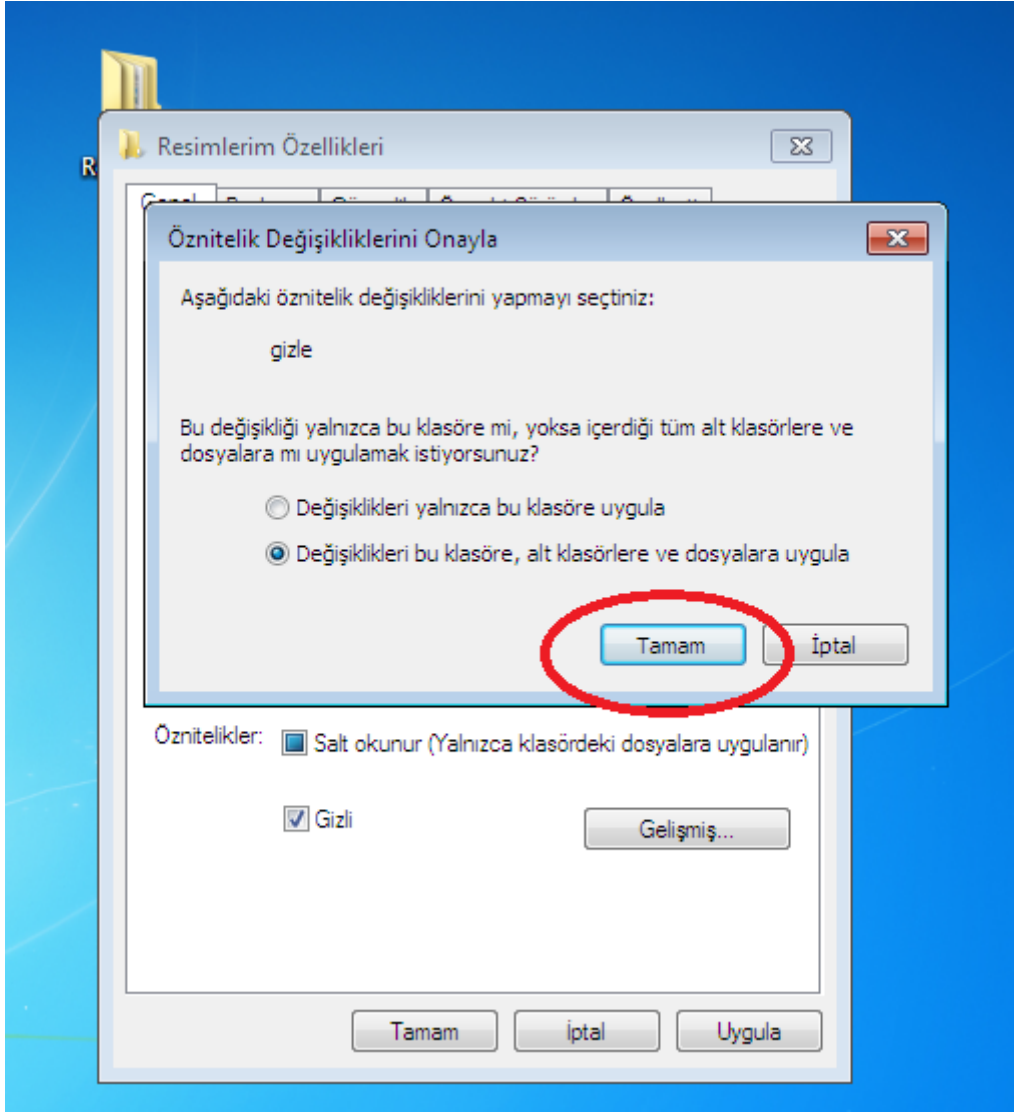 R
Resimlerim Özellikleri
Öznitelik Değişikliklerini Onayla
Aşağıdaki öznitelik değişikliklerini yapmayı seçtiniz:
gizle
Bu değişikliği yalnızca bu klasöre mi, yoksa içerdiği tüm alt klasörlere ve
dosyalara mı uygulamak istiyorsunuz?
Değişiklikleri yalnızca bu klasöre uygula
Değişiklikleri bu klasöre, alt klasörlere ve dosyalara uygula
Tamam İptal
Öznitelikler: Salt okunur (Yalnızca klasördeki dosyalara uygulanır)
Gizli Gelişmiş...
Tamam İptal Uygula